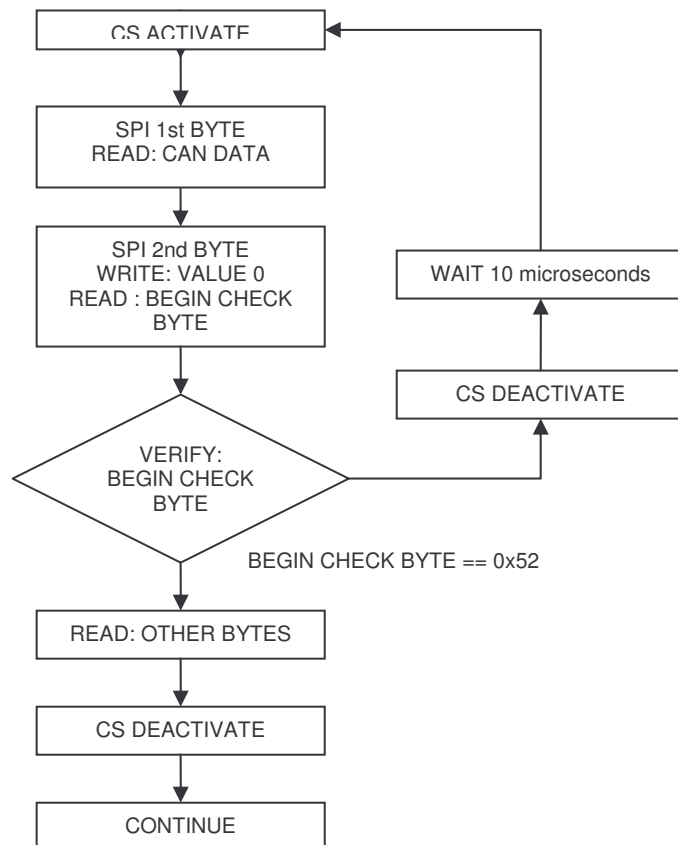 CS ACTIVATE
SPI 1st BYTE
READ: CAN DATA
SPI 2nd BYTE
WRITE: VALUE 0
READ : BEGIN CHECK
BYTE
WAIT 10 microseconds
CS DEACTIVATE
VERIFY:
BEGIN CHECK
BYTE
BEGIN CHECK BYTE == 0x52
READ: OTHER BYTES
CS DEACTIVATE
CONTINUE